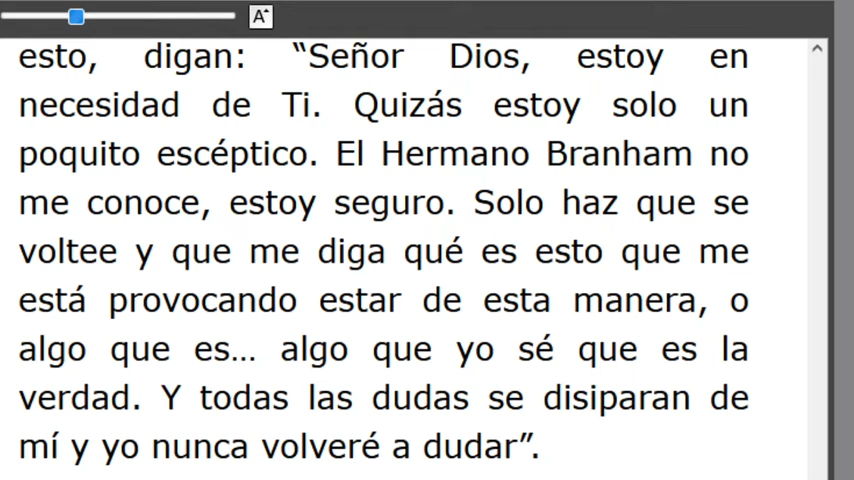 A
esto, digan: “Señor Dios, estoy en
necesidad de Ti. Quizás estoy solo un
poquito escéptico. El Hermano Branham no
me conoce, estoy seguro. Solo haz que se
voltee y que me diga qué es esto que me
está provocando estar de esta manera, o
algo que es... algo que yo sé que es la
verdad. Y todas las dudas se disiparan de
mí y yo nunca volveré a dudar”.